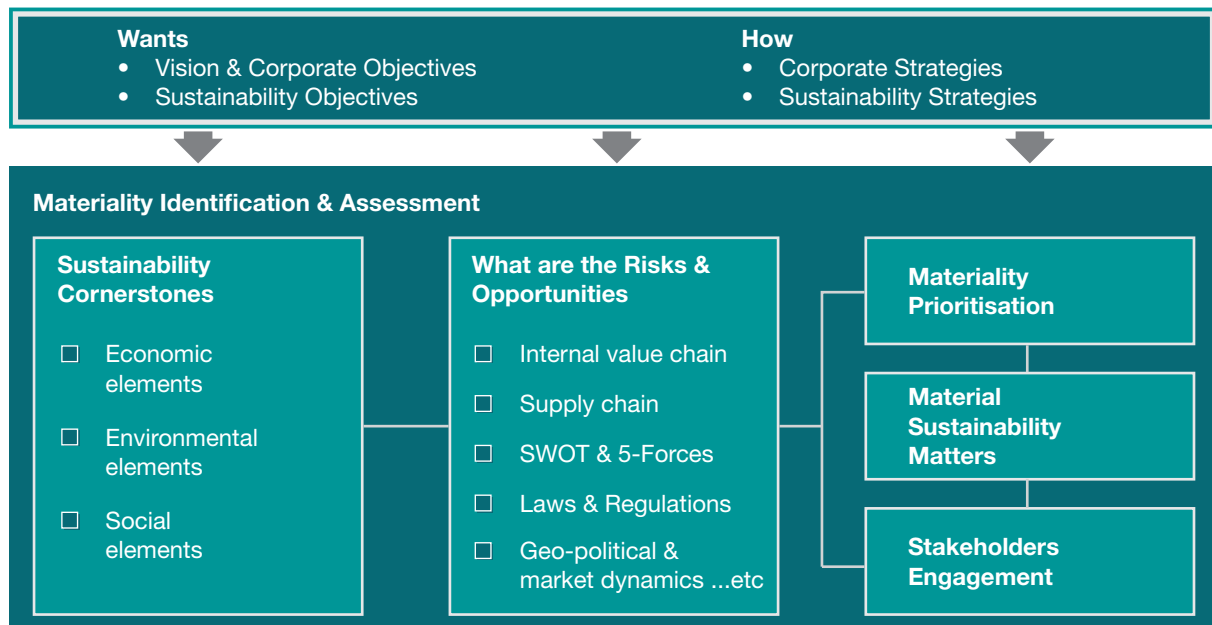 Wants
• Vision & Corporate Objectives
• Sustainability Objectives
How
• Corporate Strategies
• Sustainability Strategies
Materiality Identification & Assessment
Sustainability
Cornerstones
Economic
elements
Environmental
elements
Social
elements
What are the Risks &
Opportunities
Internal value chain
Supply chain
SWOT & 5-Forces
Laws & Regulations
Geo-political &
market dynamics ...etc
Materiality
Prioritisation
Material
Sustainability
Matters
Stakeholders
Engagement